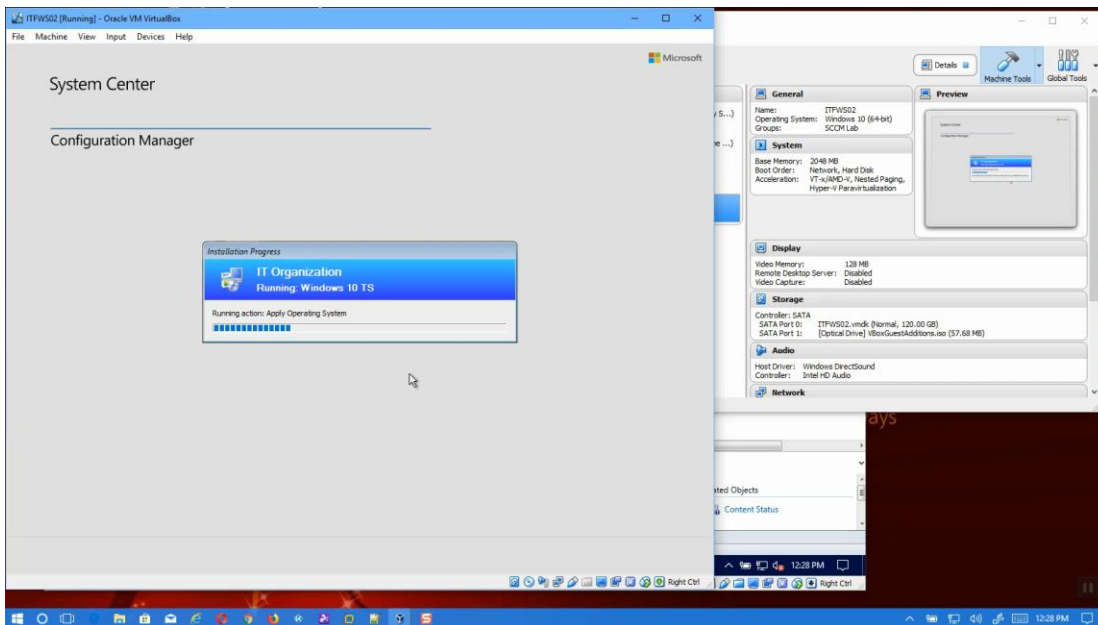 ITFWS02 [Running] - Oracle VM VirtualBox
File Machine View Input Devices Help
Microsoft
System Center
Configuration Manager
Installation Progress
IT Organization
Running: Windows 10 TS
Running action: Apply Operating System
Right Ctrl
Details
Machine Tools
Global Tools
General
Name: ITFWS02
Operating System: Windows 10 (64-bit)
Groups: SCCM Lab
System
Base Memory: 2048 MB
Boot Order: Network, Hard Disk
Acceleration: VT-x/AMD-V, Nested Paging,
Hyper-V Paravirtualization
Preview
Display
Video Memory: 128 MB
Remote Desktop Server: Disabled
Video Capture: Disabled
Storage
Controller: SATA
SATA Port 0: ITFWS02.vmdk (Normal, 120.00 GB)
SATA Port 1: [Optical Drive] VBoxGuestAdditions.iso (57.68 MB)
Audio
Host Driver: Windows DirectSound
Controller: Intel HD Audio
Network
ays
ated Objects
Content Status
12:28 PM
Right Ctrl
12:28 PM